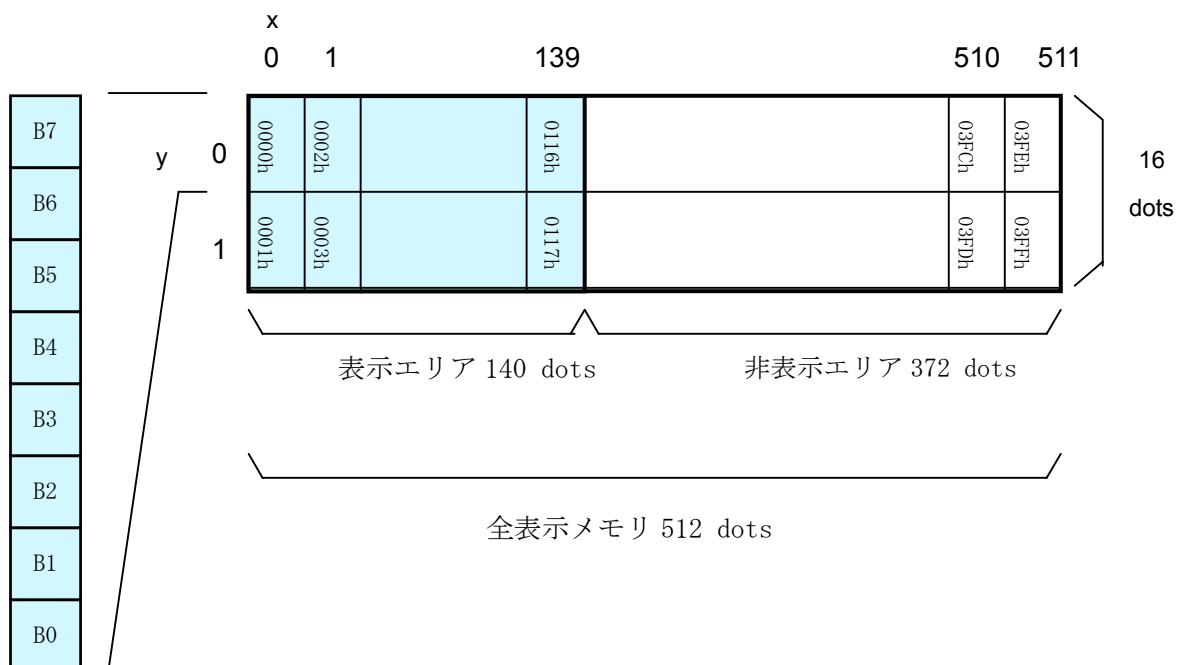 x
0 1 139 510 511
y 0 0000h 0002h 0116h 03FCh 03FEh
1 0001h 0003h 0117h 03FDh 03FFh
16
dots
表示エリア 140 dots 非表示エリア 372 dots
全表示メモリ 512 dots
B7
B6
B5
B4
B3
B2
B1
B0